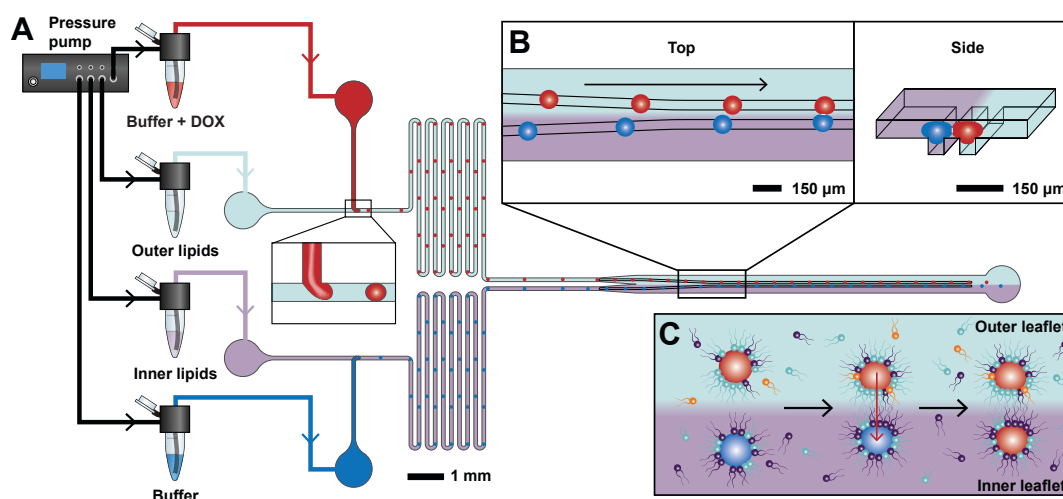 A
Pressure
pump
Buffer + DOX
Outer lipids
Inner lipids
Buffer
1 mm
B
Top
150 µm
Side
150 µm
C
Outer leaflet
Inner leaflet